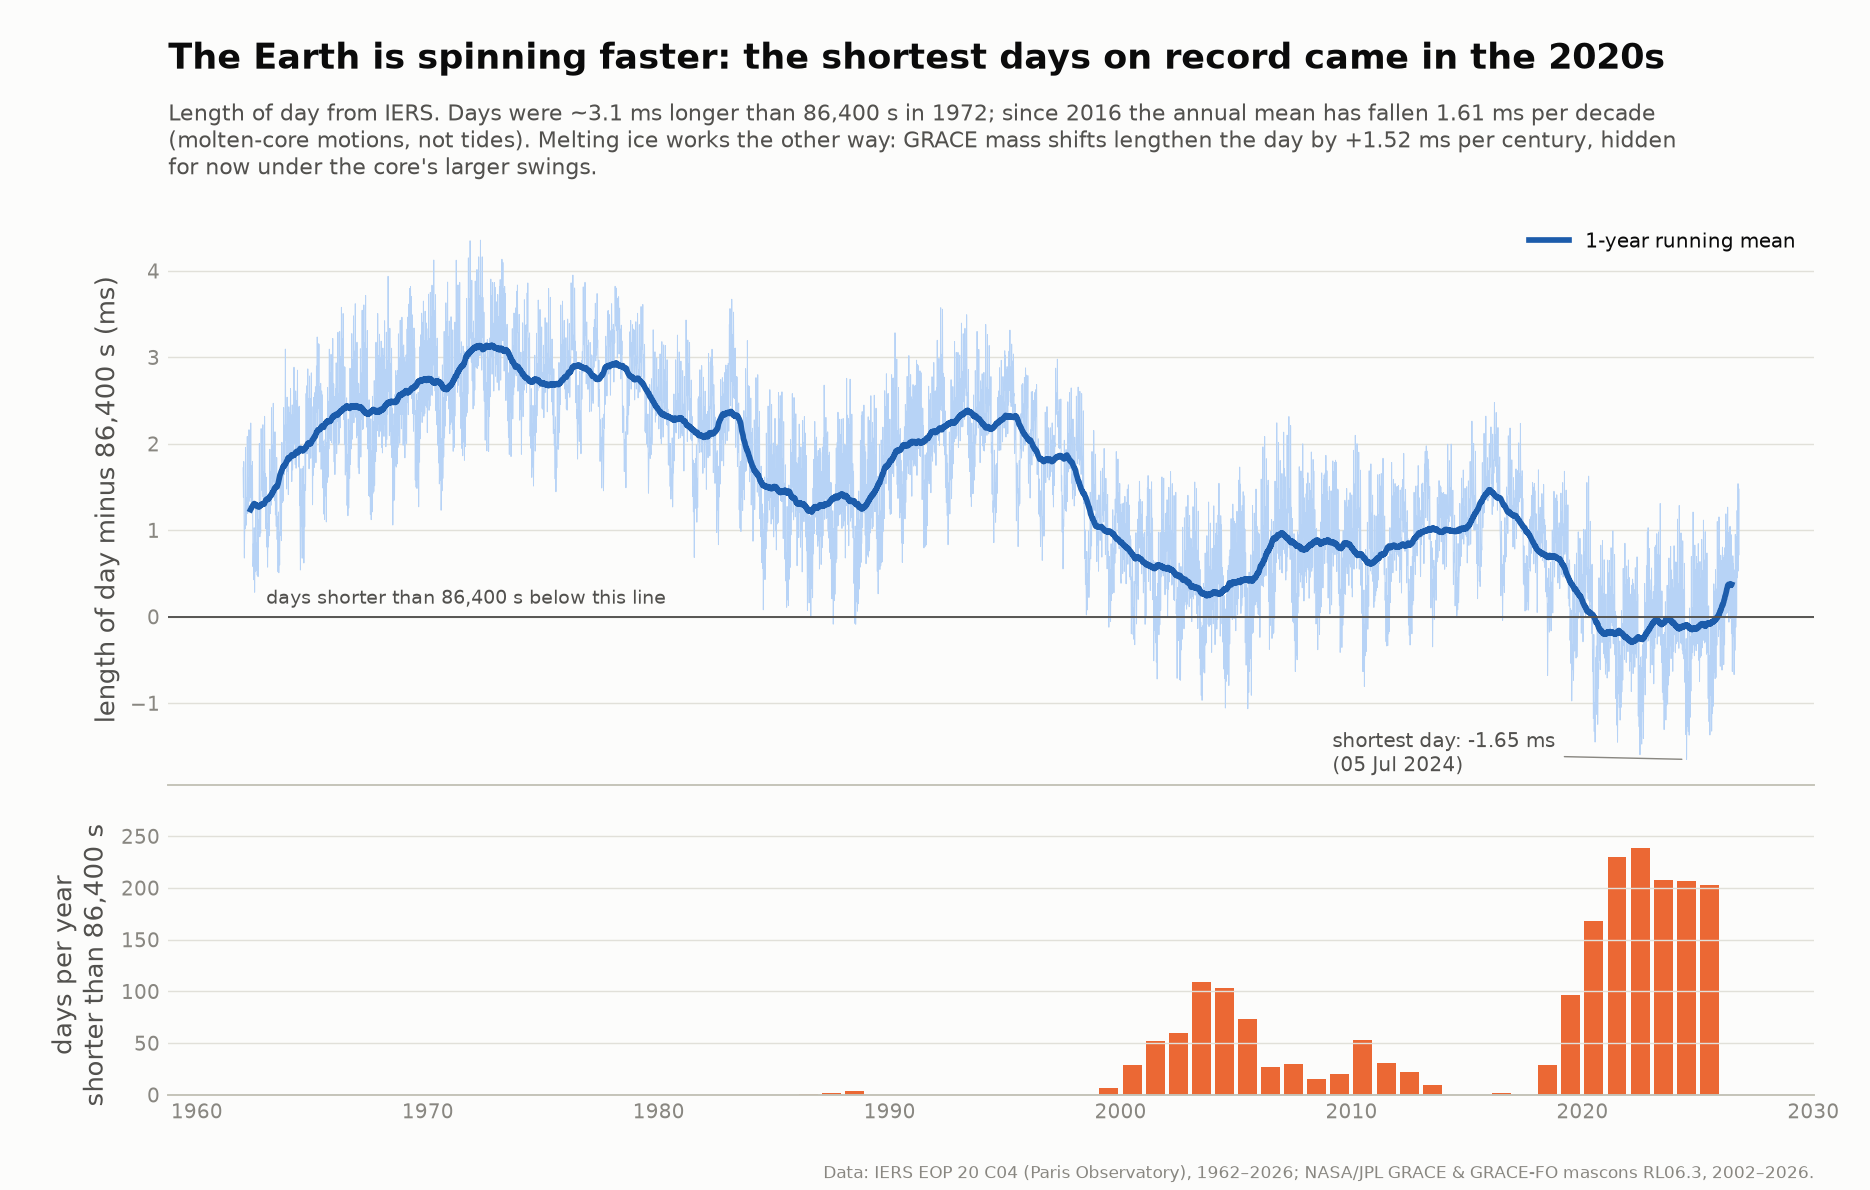 The Earth is spinning faster: the shortest days on record came in the 2020s
Length of day from IERS. Days were ~3.1 ms longer than 86,400 s in 1972; since 2016 the annual mean has fallen 1.61 ms per decade
(molten-core motions, not tides). Melting ice works the other way: GRACE mass shifts lengthen the day by +1.52 ms per century, hidden
for now under the core's larger swings.
1-year running mean
length of day minus 86,400 s (ms)
4
3
2
1
0
−1
days shorter than 86,400 s below this line
shortest day: -1.65 ms
(05 Jul 2024)
days per year
shorter than 86,400 s
250
200
150
100
50
0
1960 1970 1980 1990 2000 2010 2020 2030
Data: IERS EOP 20 C04 (Paris Observatory), 1962–2026; NASA/JPL GRACE & GRACE-FO mascons RL06.3, 2002–2026.